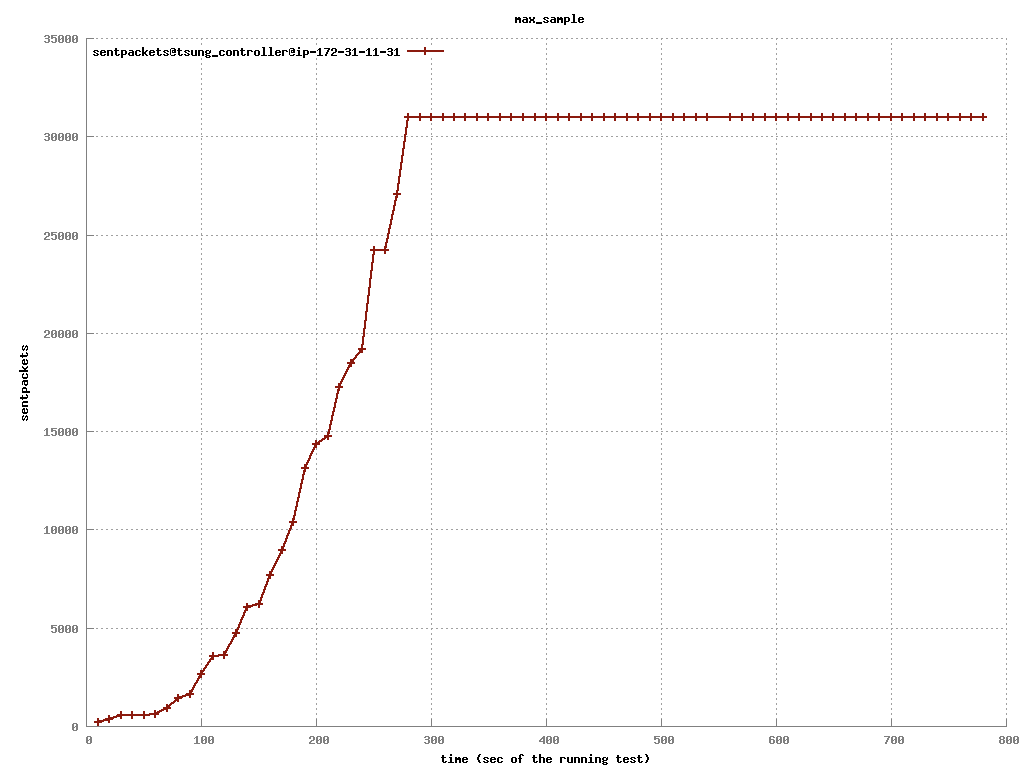 max_sample
sentpackets@tsung_controller@ip-172-31-11-31
35000
30000
25000
20000
15000
10000
5000
0
sentpackets
0 100 200 300 400 500 600 700 800
time (sec of the running test)